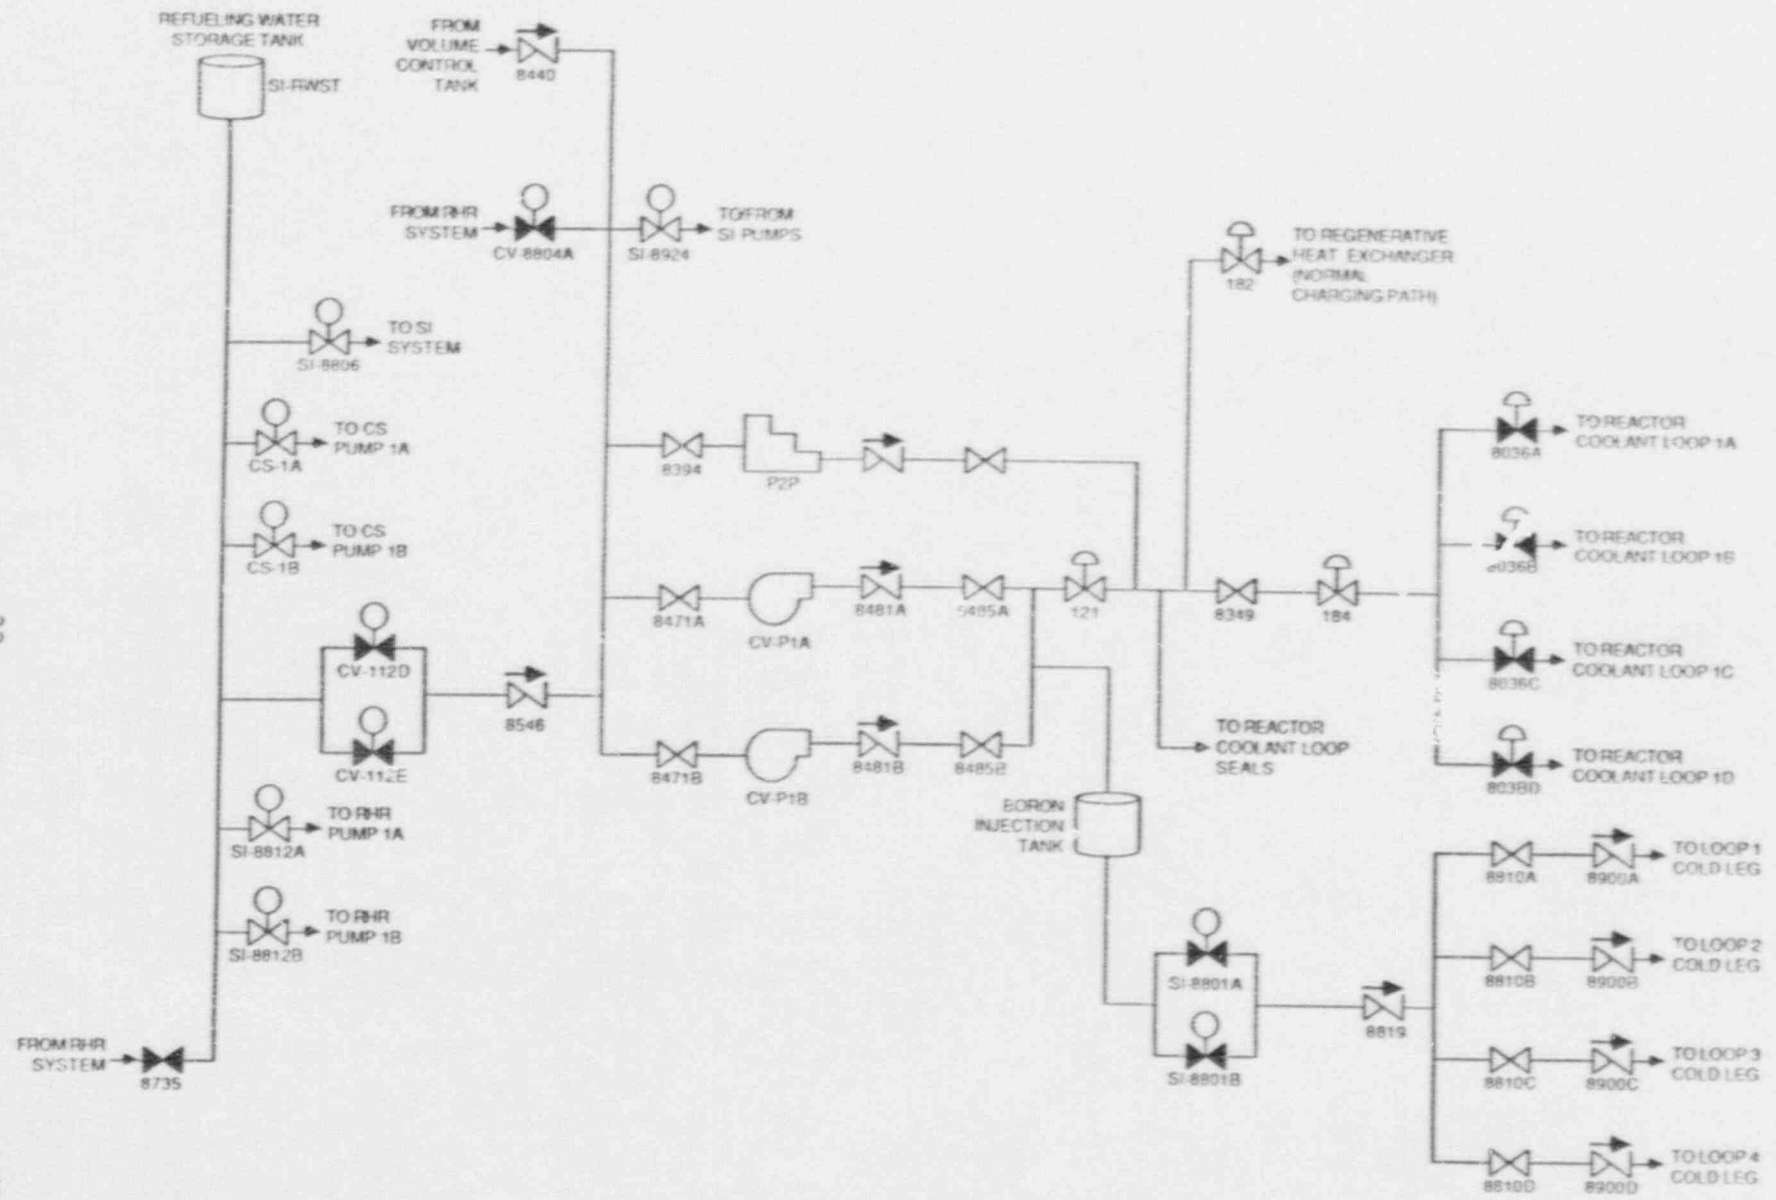 REFUELING WATER
STORAGE TANK
SI-RWST
FROM
VOLUME
CONTROL
TANK
8440
FROM RHR
SYSTEM
CV-8804A
SI-8924
TO/FROM
SI PUMPS
182
TO REGENERATIVE
HEAT EXCHANGER
(NORMAL
CHARGING PATH)
SI-8806
TO SI
SYSTEM
CS-1A
TO CS
PUMP 1A
CS-1B
TO CS
PUMP 1B
8394
P2P
8471A
CV-P1A
8481A
121
8349
184
8036A
TO REACTOR
COOLANT LOOP 1A
8036B
TO REACTOR
COOLANT LOOP 1B
8036C
TO REACTOR
COOLANT LOOP 1C
803BD
TO REACTOR
COOLANT LOOP 1D
CV-112D
CV-112E
8546
8471B
CV-P1B
8481B
8485B
TO REACTOR
COOLANT LOOP
SEALS
SI-8812A
TO RHR
PUMP 1A
SI-8812B
TO RHR
PUMP 1B
BORON
INJECTION
TANK
FROM RHR
SYSTEM
8735
SI-8801A
SI-8801B
8819
8810A
8900A
TO LOOP 1
COLD LEG
8810B
8900B
TO LOOP 2
COLD LEG
8810C
8900C
TO LOOP 3
COLD LEG
8810D
8900D
TO LOOP 4
COLD LEG